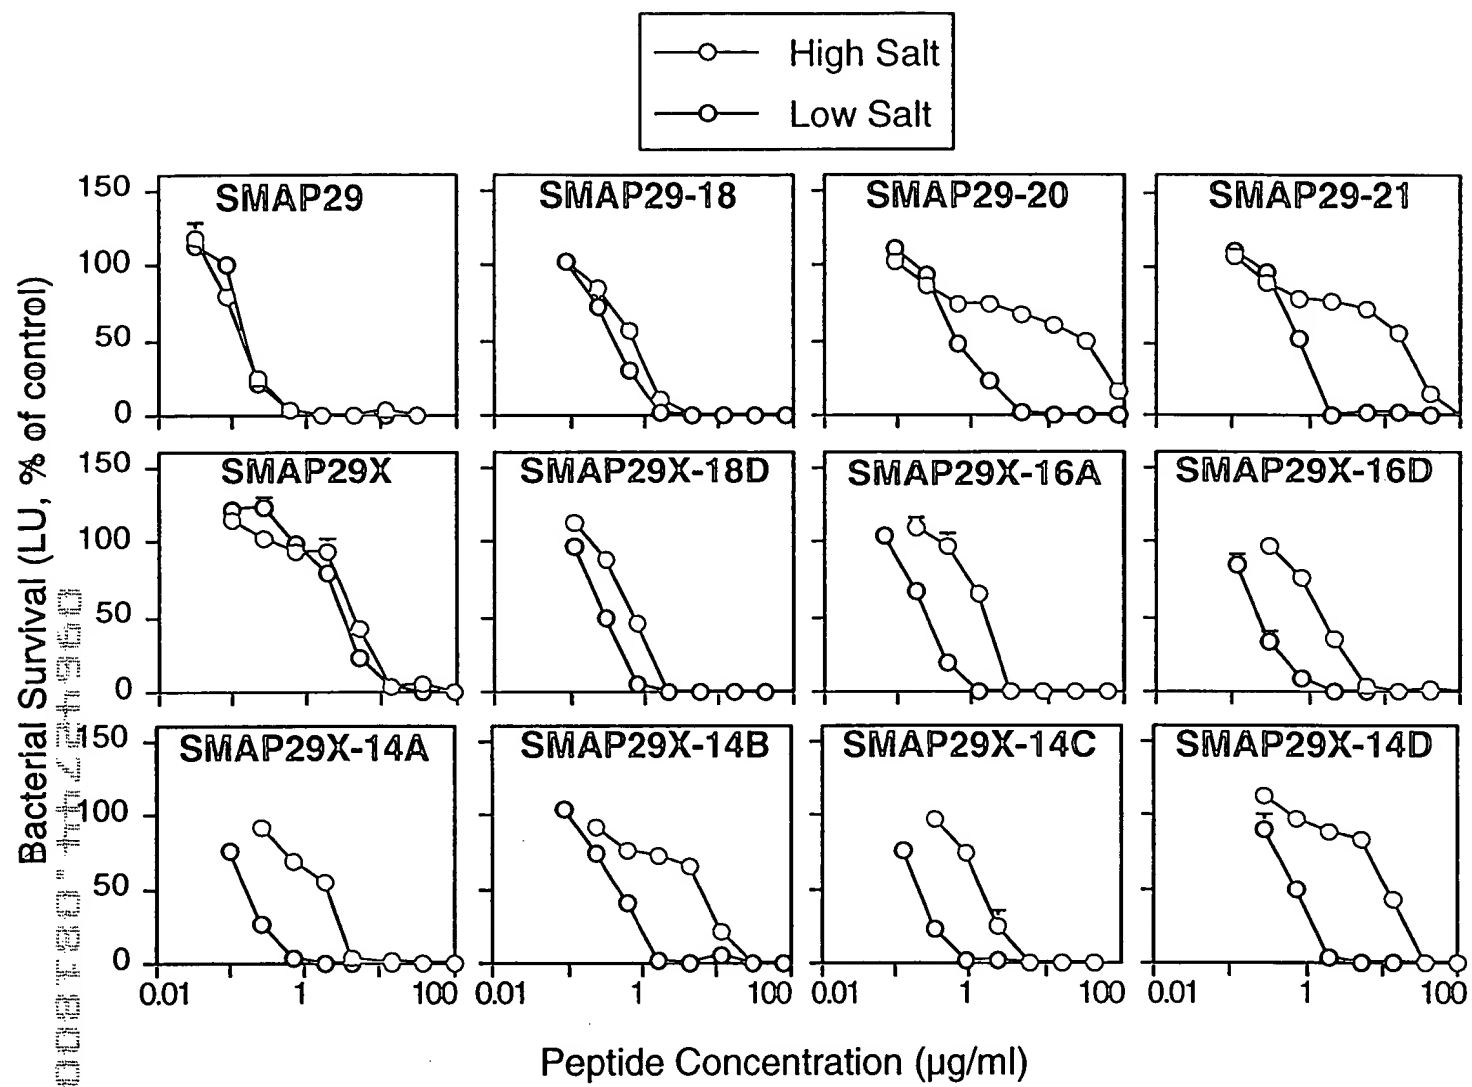 High Salt
Low Salt
Bacterial Survival (LU, % of control)
150
100
50
0
SMAP29
SMAP29-18
SMAP29-20
SMAP29-21
150
100
50
0
SMAP29X
SMAP29X-18D
SMAP29X-16A
SMAP29X-16D
150
100
50
0
SMAP29X-14A
SMAP29X-14B
SMAP29X-14C
SMAP29X-14D
0.01 1 100
0.01 1 100
0.01 1 100
0.01 1 100
Peptide Concentration (µg/ml)